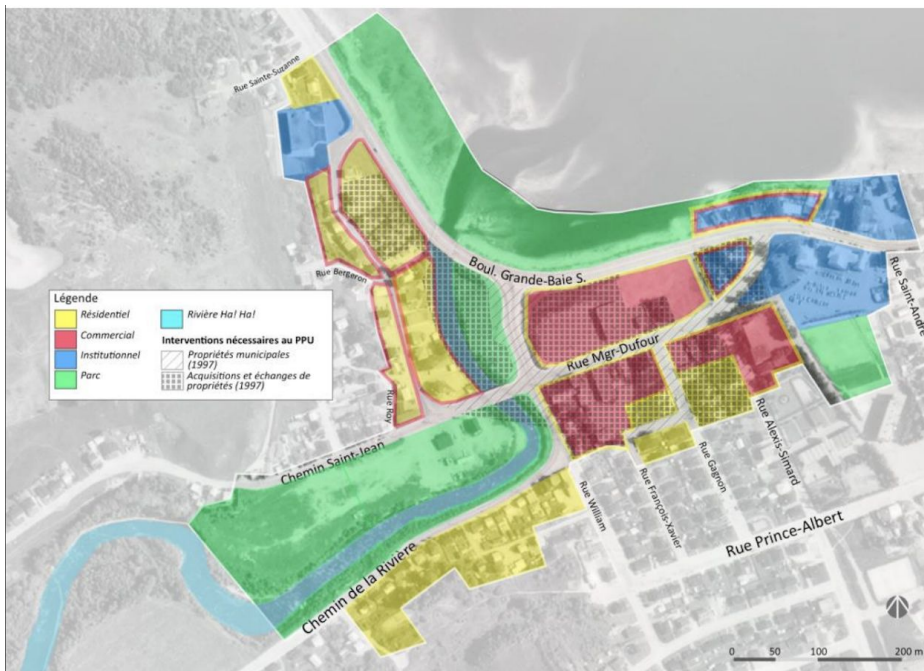 Rue Sainte-Suzanne
Boul. Grande-Baie S.
Rue Saint-André
Rue Bergeron
Rue Mgr-Dufour
Légende
Résidentiel
Commercial
Institutionnel
Parc
Rivière Ha! Ha!
Interventions nécessaires au PPU
Propriétés municipales
(1997)
Acquisitions et échanges de
propriétés (1997)
Rue Roy
Chemin Saint-Jean
Rue William
Rue François-Xavier
Rue Gagnon
Rue Alexis-Simard
Rue Prince-Albert
Chemin de la Rivière
0 50 100 200 m